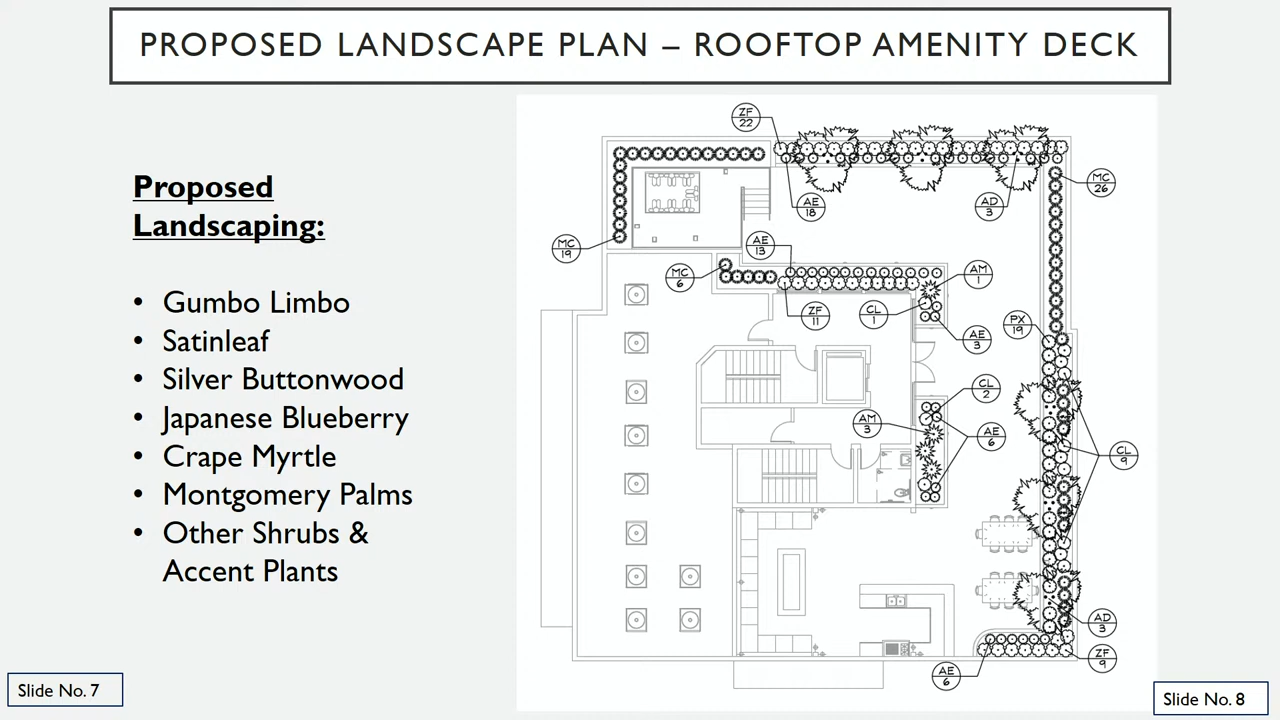 PROPOSED LANDSCAPE PLAN – ROOFTOP AMENITY DECK
Proposed
Landscaping:
• Gumbo Limbo
• Satinleaf
• Silver Buttonwood
• Japanese Blueberry
• Crape Myrtle
• Montgomery Palms
• Other Shrubs &
Accent Plants
ZF
22
MC
26
AE
18
AD
3
MC
19
AE
13
MC
6
AM
1
ZF
11
CL
1
PX
19
AE
3
CL
2
AM
3
AE
6
CL
9
AD
3
ZF
9
AE
6
Slide No. 7
Slide No. 8